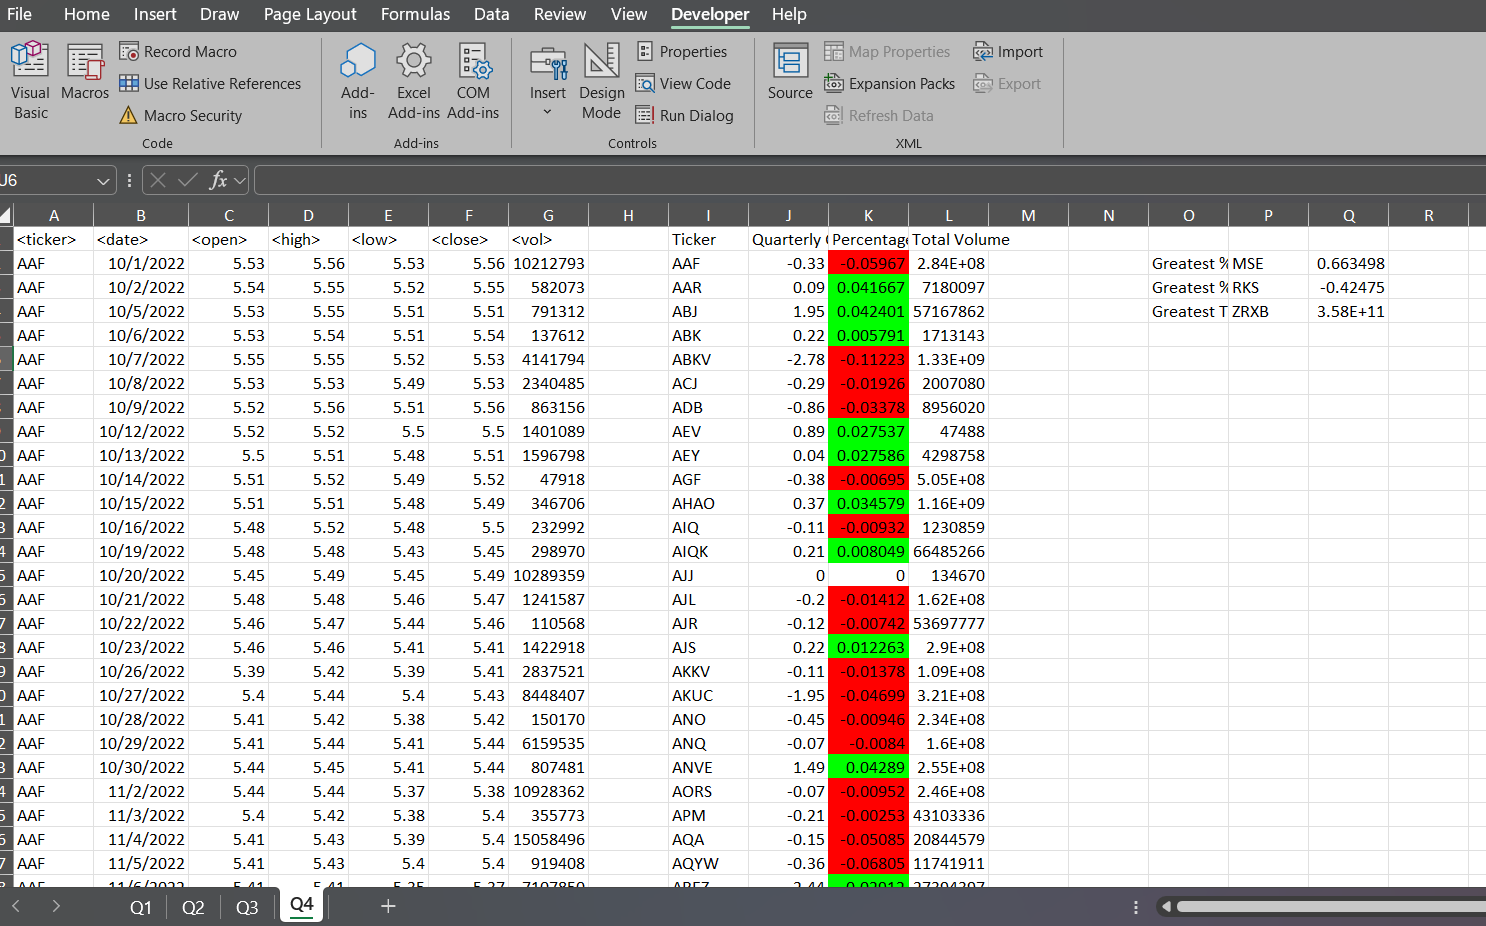 File Home Insert Draw Page Layout Formulas Data Review View Developer Help
Visual Basic
Macros
Record Macro
Use Relative References
Macro Security
Code
Add-ins
Excel Add-ins
COM Add-ins
Add-ins
Insert
Design Mode
Properties
View Code
Run Dialog
Controls
Source
Map Properties
Expansion Packs
Refresh Data
Import
Export
XML
U6 fx
A B C D E F G H I J K L M N O P Q R
<ticker> <date> <open> <high> <low> <close> <vol> Ticker Quarterly Percentage Total Volume
AAF 10/1/2022 5.53 5.56 5.53 5.56 10212793 AAF -0.33 -0.05967 2.84E+08 Greatest % MSE 0.663498
AAF 10/2/2022 5.54 5.55 5.52 5.55 582073 AAR 0.09 0.041667 7180097 Greatest % RKS -0.42475
AAF 10/5/2022 5.53 5.55 5.51 5.51 791312 ABJ 1.95 0.042401 57167862 Greatest T ZRXB 3.58E+11
AAF 10/6/2022 5.53 5.54 5.51 5.54 137612 ABK 0.22 0.005791 1713143
AAF 10/7/2022 5.55 5.55 5.52 5.53 4141794 ABKV -2.78 -0.11223 1.33E+09
AAF 10/8/2022 5.53 5.53 5.49 5.53 2340485 ACJ -0.29 -0.01926 2007080
AAF 10/9/2022 5.52 5.56 5.51 5.56 863156 ADB -0.86 -0.03378 8956020
AAF 10/12/2022 5.52 5.52 5.5 5.5 1401089 AEV 0.89 0.027537 47488
AAF 10/13/2022 5.5 5.51 5.48 5.51 1596798 AEY 0.04 0.027586 4298758
AAF 10/14/2022 5.51 5.52 5.49 5.52 47918 AGF -0.38 -0.00695 5.05E+08
AAF 10/15/2022 5.51 5.51 5.48 5.49 346706 AHAO 0.37 0.034579 1.16E+09
AAF 10/16/2022 5.48 5.52 5.48 5.5 232992 AIQ -0.11 -0.00932 1230859
AAF 10/19/2022 5.48 5.48 5.43 5.45 298970 AIQK 0.21 0.008049 66485266
AAF 10/20/2022 5.45 5.49 5.45 5.49 10289359 AJJ 0 0 134670
AAF 10/21/2022 5.48 5.48 5.46 5.47 1241587 AJL -0.2 -0.01412 1.62E+08
AAF 10/22/2022 5.46 5.47 5.44 5.46 110568 AJR -0.12 -0.00742 53697777
AAF 10/23/2022 5.46 5.46 5.41 5.41 1422918 AJS 0.22 0.012263 2.9E+08
AAF 10/26/2022 5.39 5.42 5.39 5.41 2837521 AKKV -0.11 -0.01378 1.09E+08
AAF 10/27/2022 5.4 5.44 5.4 5.43 8448407 AKUC -1.95 -0.04699 3.21E+08
AAF 10/28/2022 5.41 5.42 5.38 5.42 150170 ANO -0.45 -0.00946 2.34E+08
AAF 10/29/2022 5.41 5.44 5.41 5.44 6159535 ANQ -0.07 -0.0084 1.6E+08
AAF 10/30/2022 5.44 5.45 5.41 5.44 807481 ANVE 1.49 0.04289 2.55E+08
AAF 11/2/2022 5.44 5.44 5.37 5.38 10928362 AORS -0.07 -0.00952 2.46E+08
AAF 11/3/2022 5.4 5.42 5.38 5.4 355773 APM -0.21 -0.00253 43103336
AAF 11/4/2022 5.41 5.43 5.39 5.4 15058496 AQA -0.15 -0.05085 20844579
AAF 11/5/2022 5.41 5.43 5.4 5.4 919408 AQYW -0.36 -0.06805 11741911
Q1 Q2 Q3 Q4